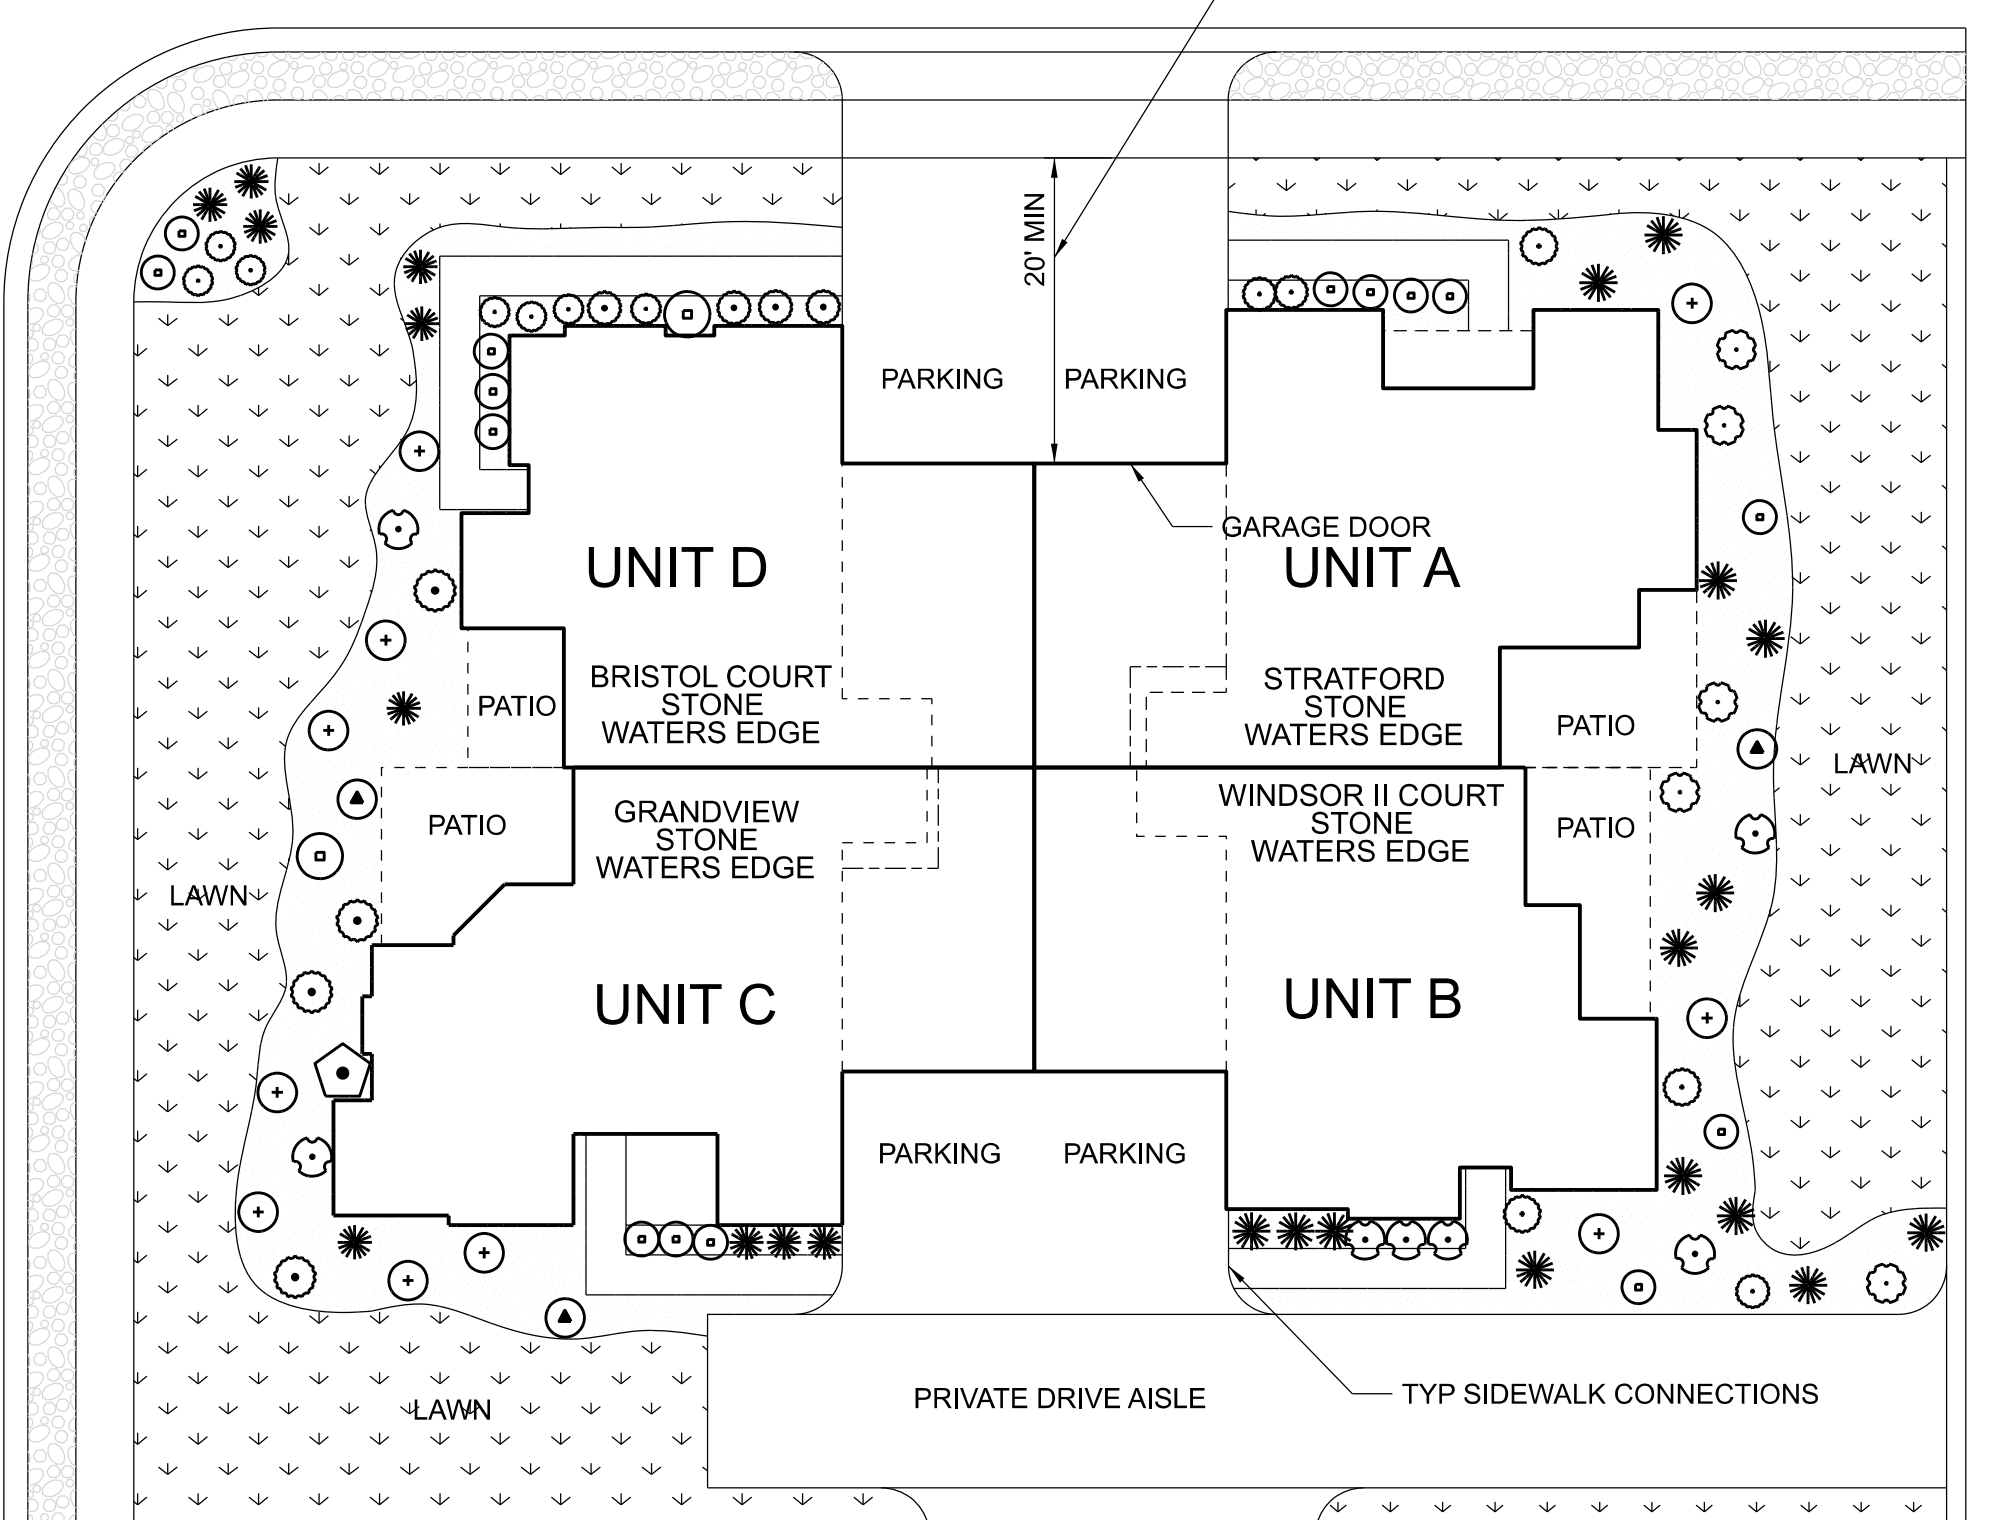 20' MIN
PARKING
PARKING
GARAGE DOOR
UNIT D
UNIT A
BRISTOL COURT
STONE
WATERS EDGE
STRATFORD
STONE
WATERS EDGE
PATIO
PATIO
LAWN
GRANDVIEW
STONE
WATERS EDGE
WINDSOR II COURT
STONE
WATERS EDGE
PATIO
PATIO
LAWN
UNIT C
UNIT B
PARKING
PARKING
PRIVATE DRIVE AISLE
TYP SIDEWALK CONNECTIONS
LAWN